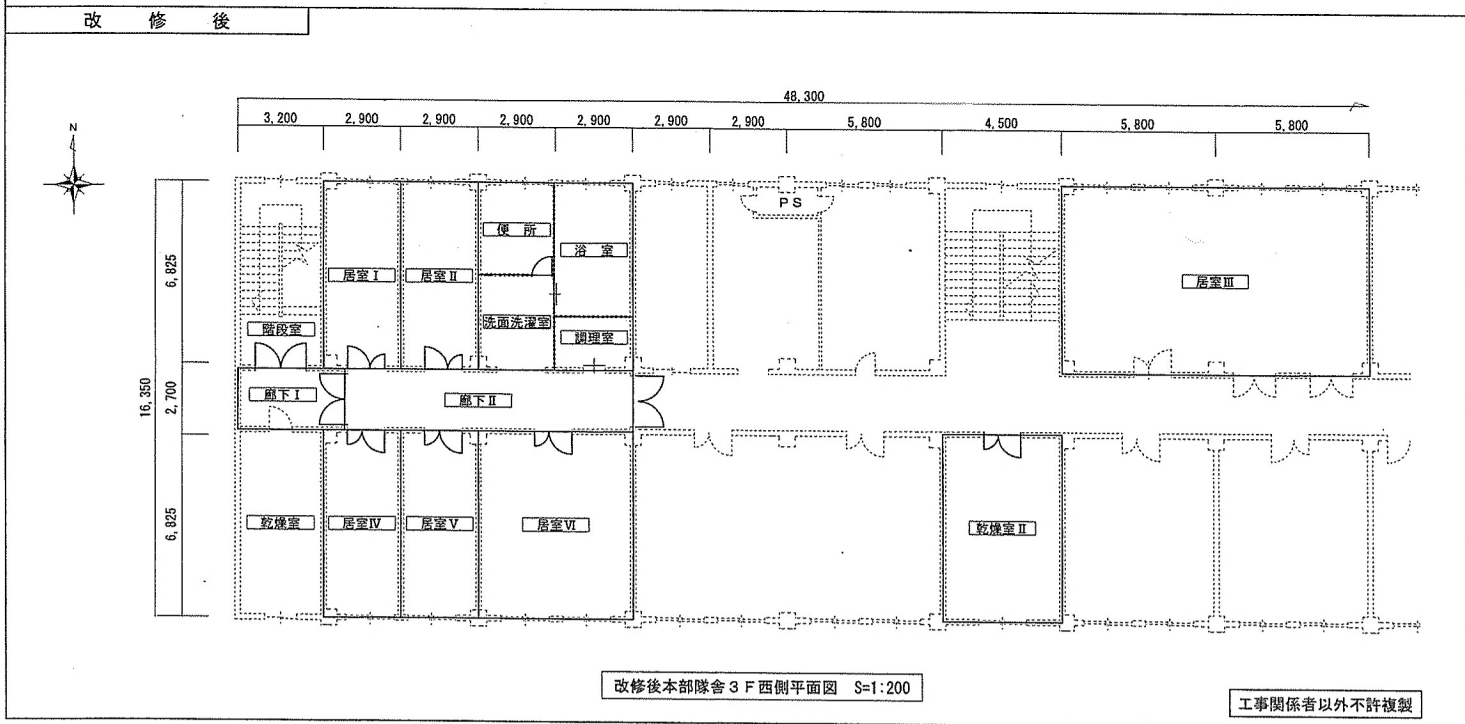 改 修 後
48,300
3,200 2,900 2,900 2,900 2,900 2,900 2,900 5,800 4,500 5,800 5,800
N
PS
便 所
浴 室
6,825
居室Ⅰ
居室Ⅱ
居室Ⅲ
洗面洗濯室
階段室
調理室
16,350
2,700
廊下Ⅰ
廊下Ⅱ
6,825
乾燥室
居室Ⅳ
居室Ⅴ
居室Ⅵ
乾燥室Ⅱ
改修後本部隊舎3F西側平面図 S=1:200
工事関係者以外不許複製